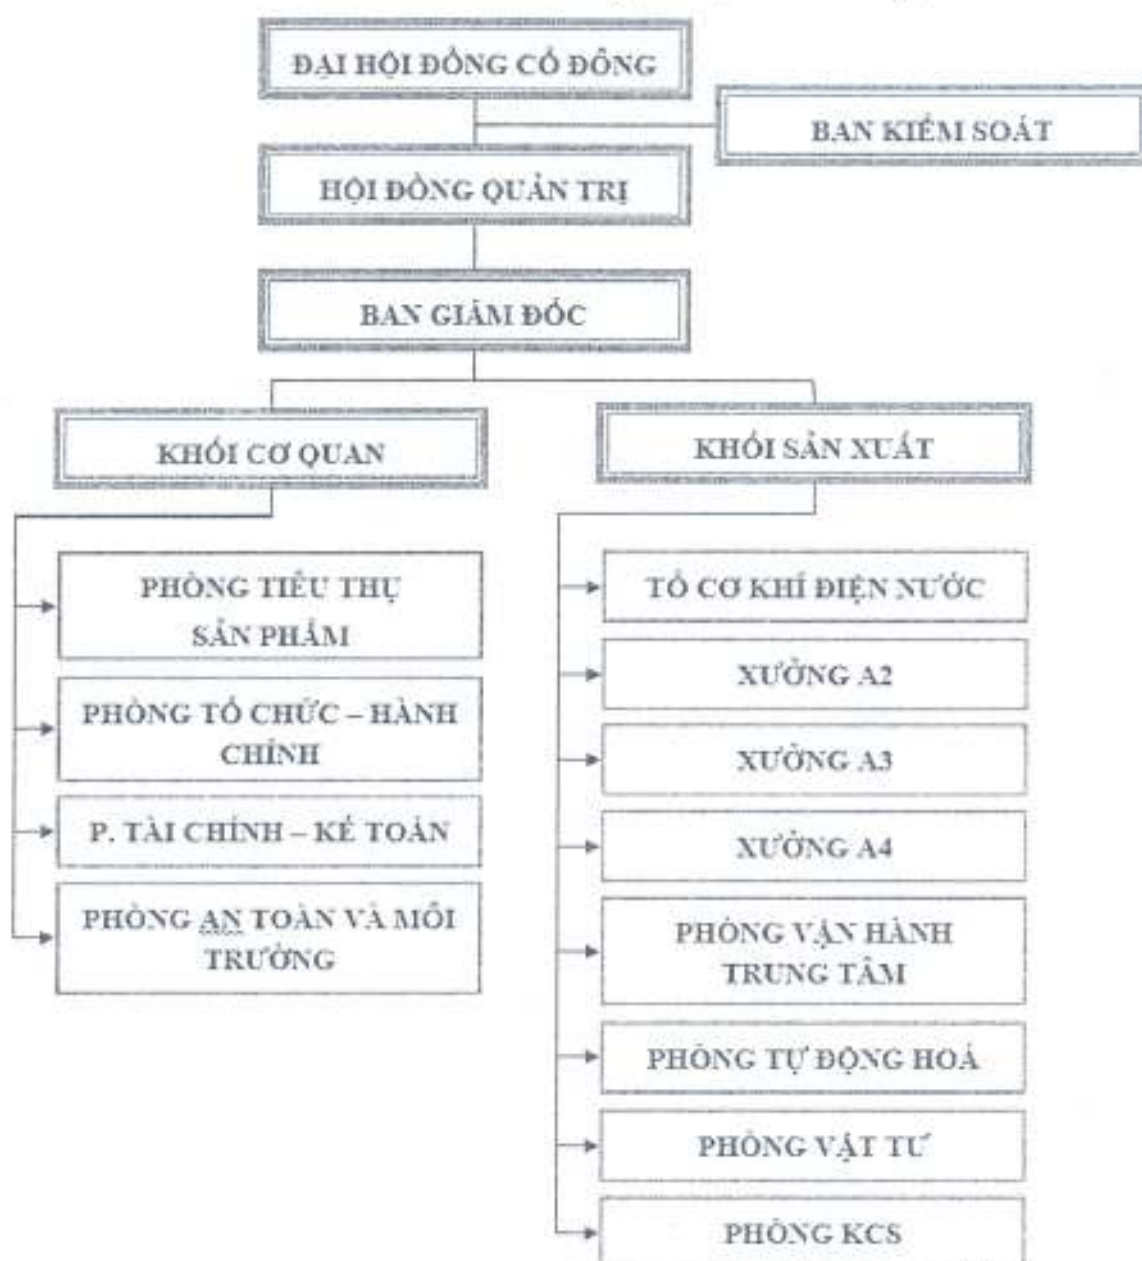 ĐẠI HỘI ĐỒNG CỔ ĐÔNG
BAN KIỂM SOÁT
HỘI ĐỒNG QUẢN TRỊ
BAN GIÁM ĐỐC
KHỐI CƠ QUAN
KHỐI SẢN XUẤT
PHÒNG TIÊU THỤ
SẢN PHẨM
PHÒNG TỔ CHỨC – HÀNH
CHÍNH
P. TÀI CHÍNH – KẾ TOÁN
PHÒNG AN TOÀN VÀ MÔI
TRƯỜNG
TỔ CƠ KHÍ ĐIỆN NƯỚC
XƯỞNG A2
XƯỞNG A3
XƯỞNG A4
PHÒNG VẬN HÀNH
TRUNG TÂM
PHÒNG TỰ ĐỘNG HOÁ
PHÒNG VẬT TƯ
PHÒNG KCS